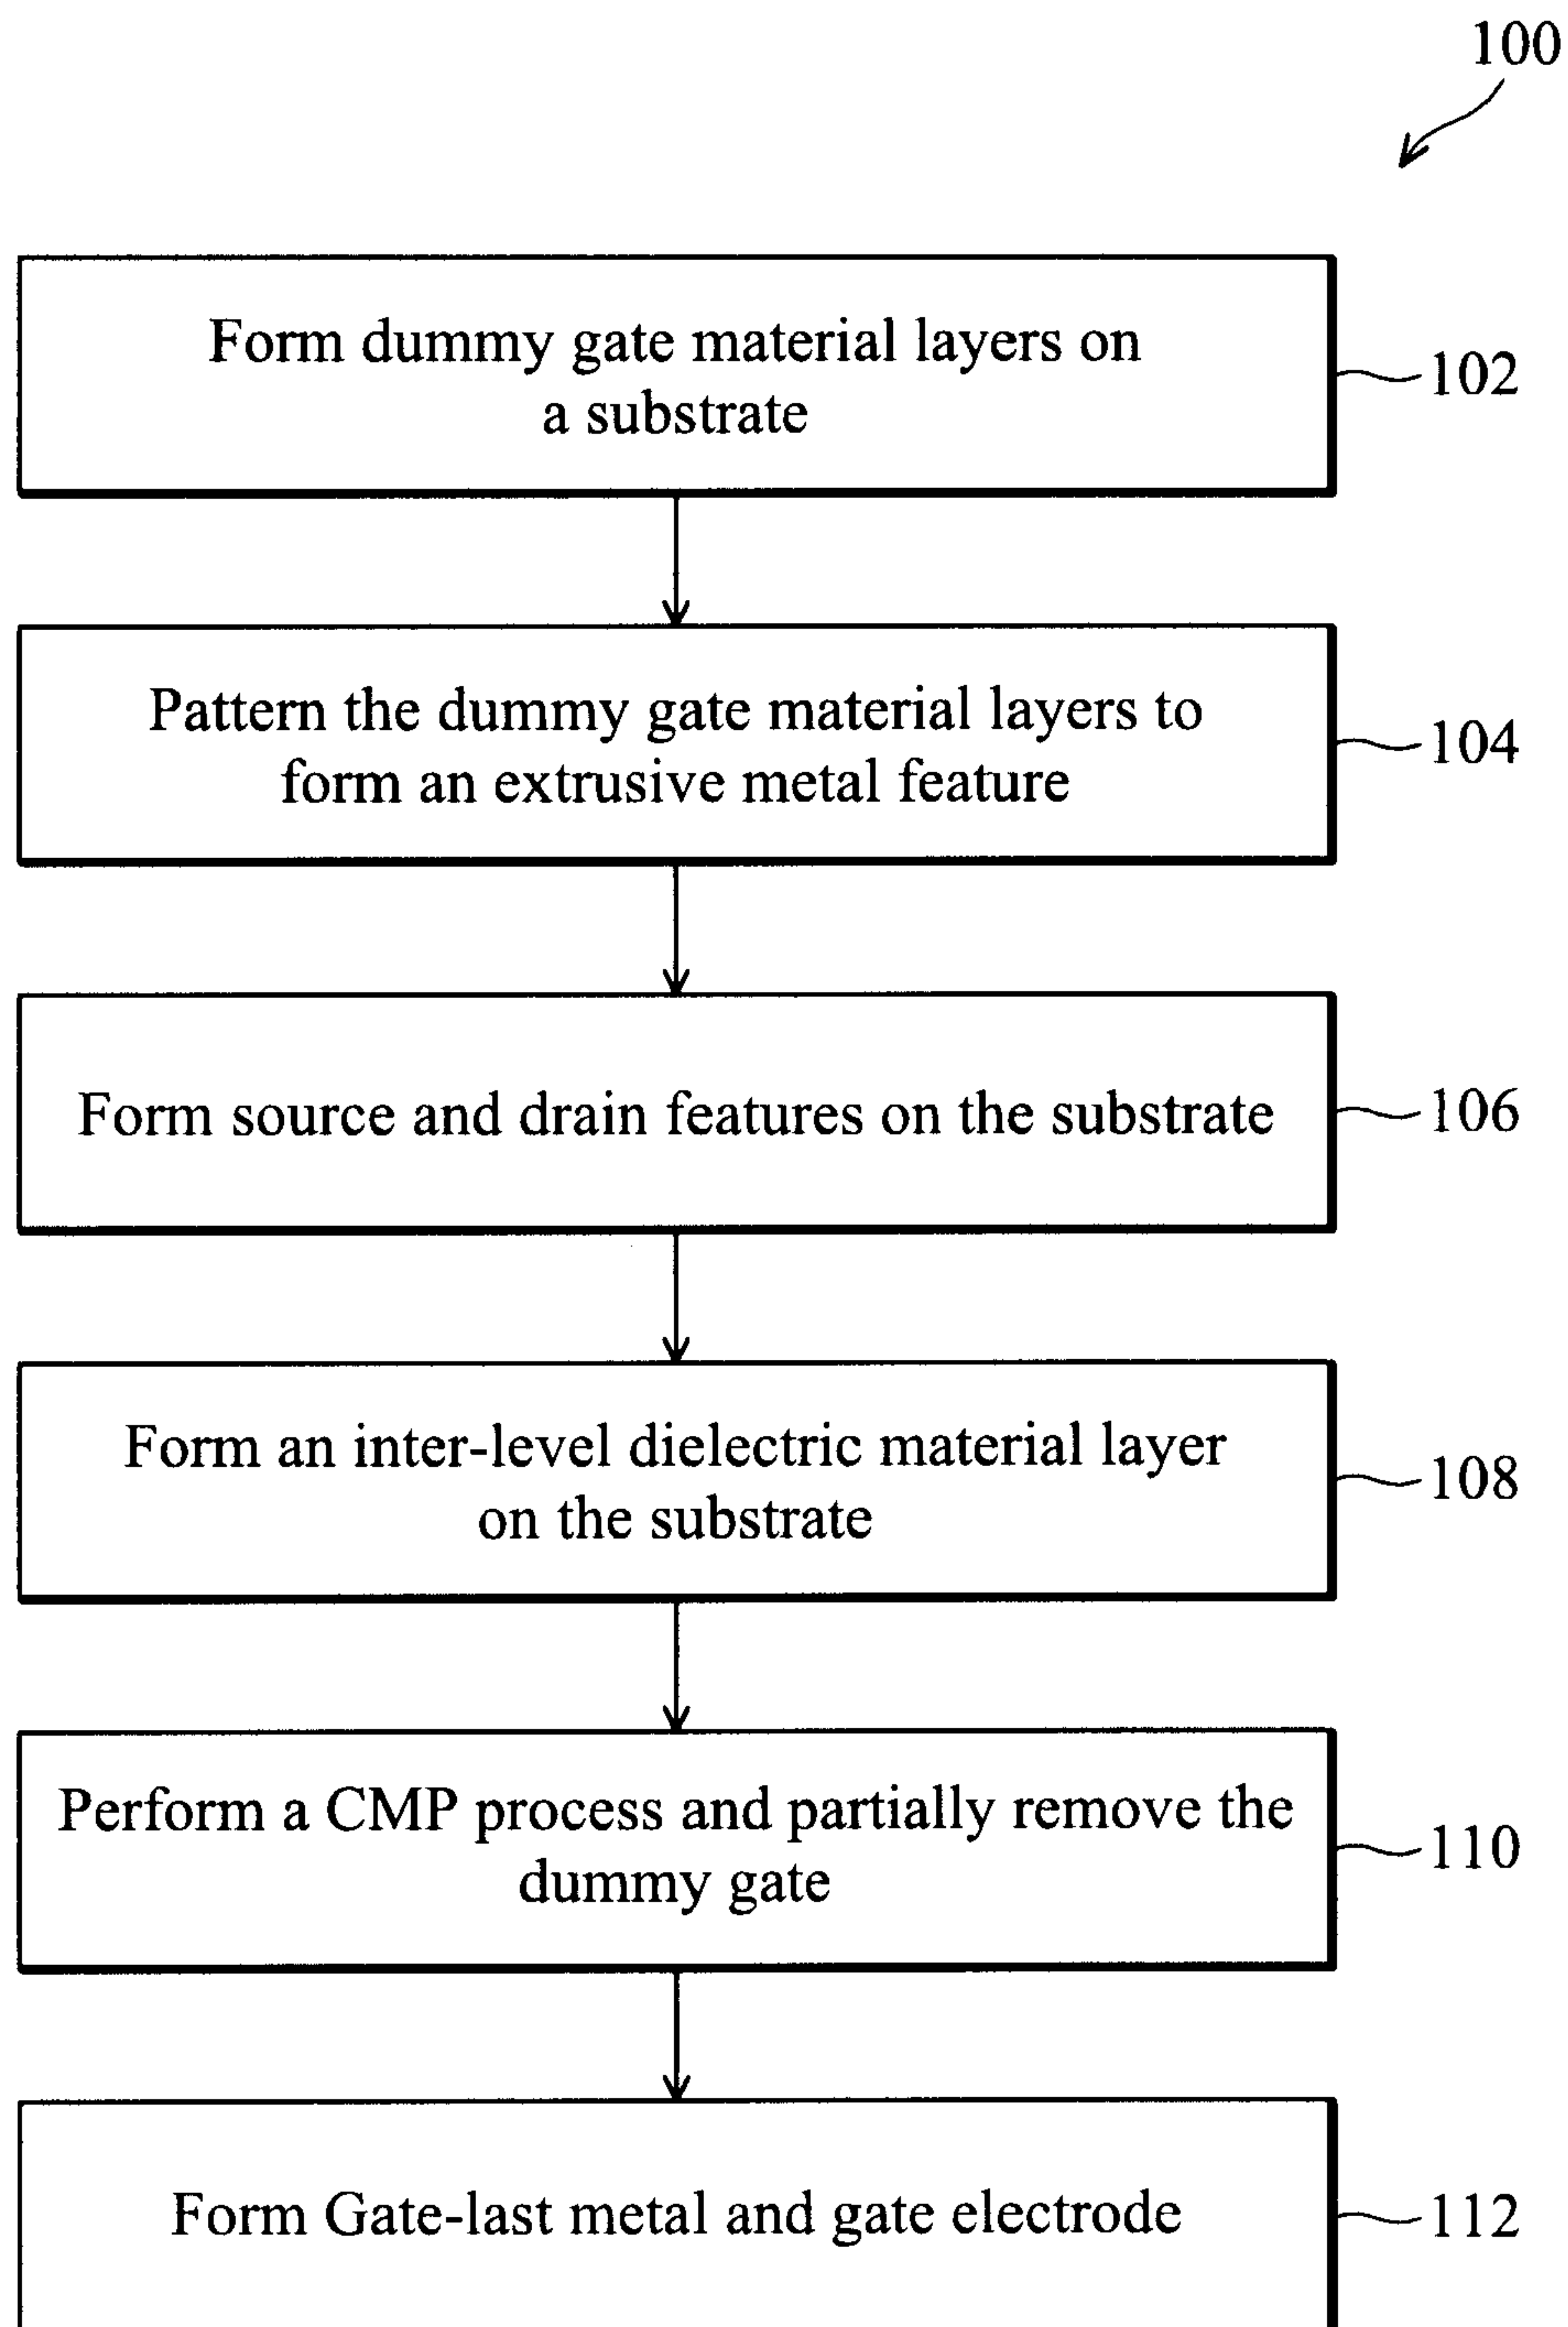 100
Form dummy gate material layers on
a substrate
102
Pattern the dummy gate material layers to
form an extrusive metal feature
104
Form source and drain features on the substrate
106
Form an inter-level dielectric material layer
on the substrate
108
Perform a CMP process and partially remove the
dummy gate
110
Form Gate-last metal and gate electrode
112